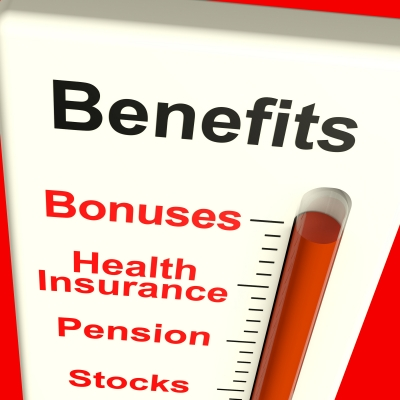 Benefits
Bonuses
Health
Insurance
Pension
Stocks